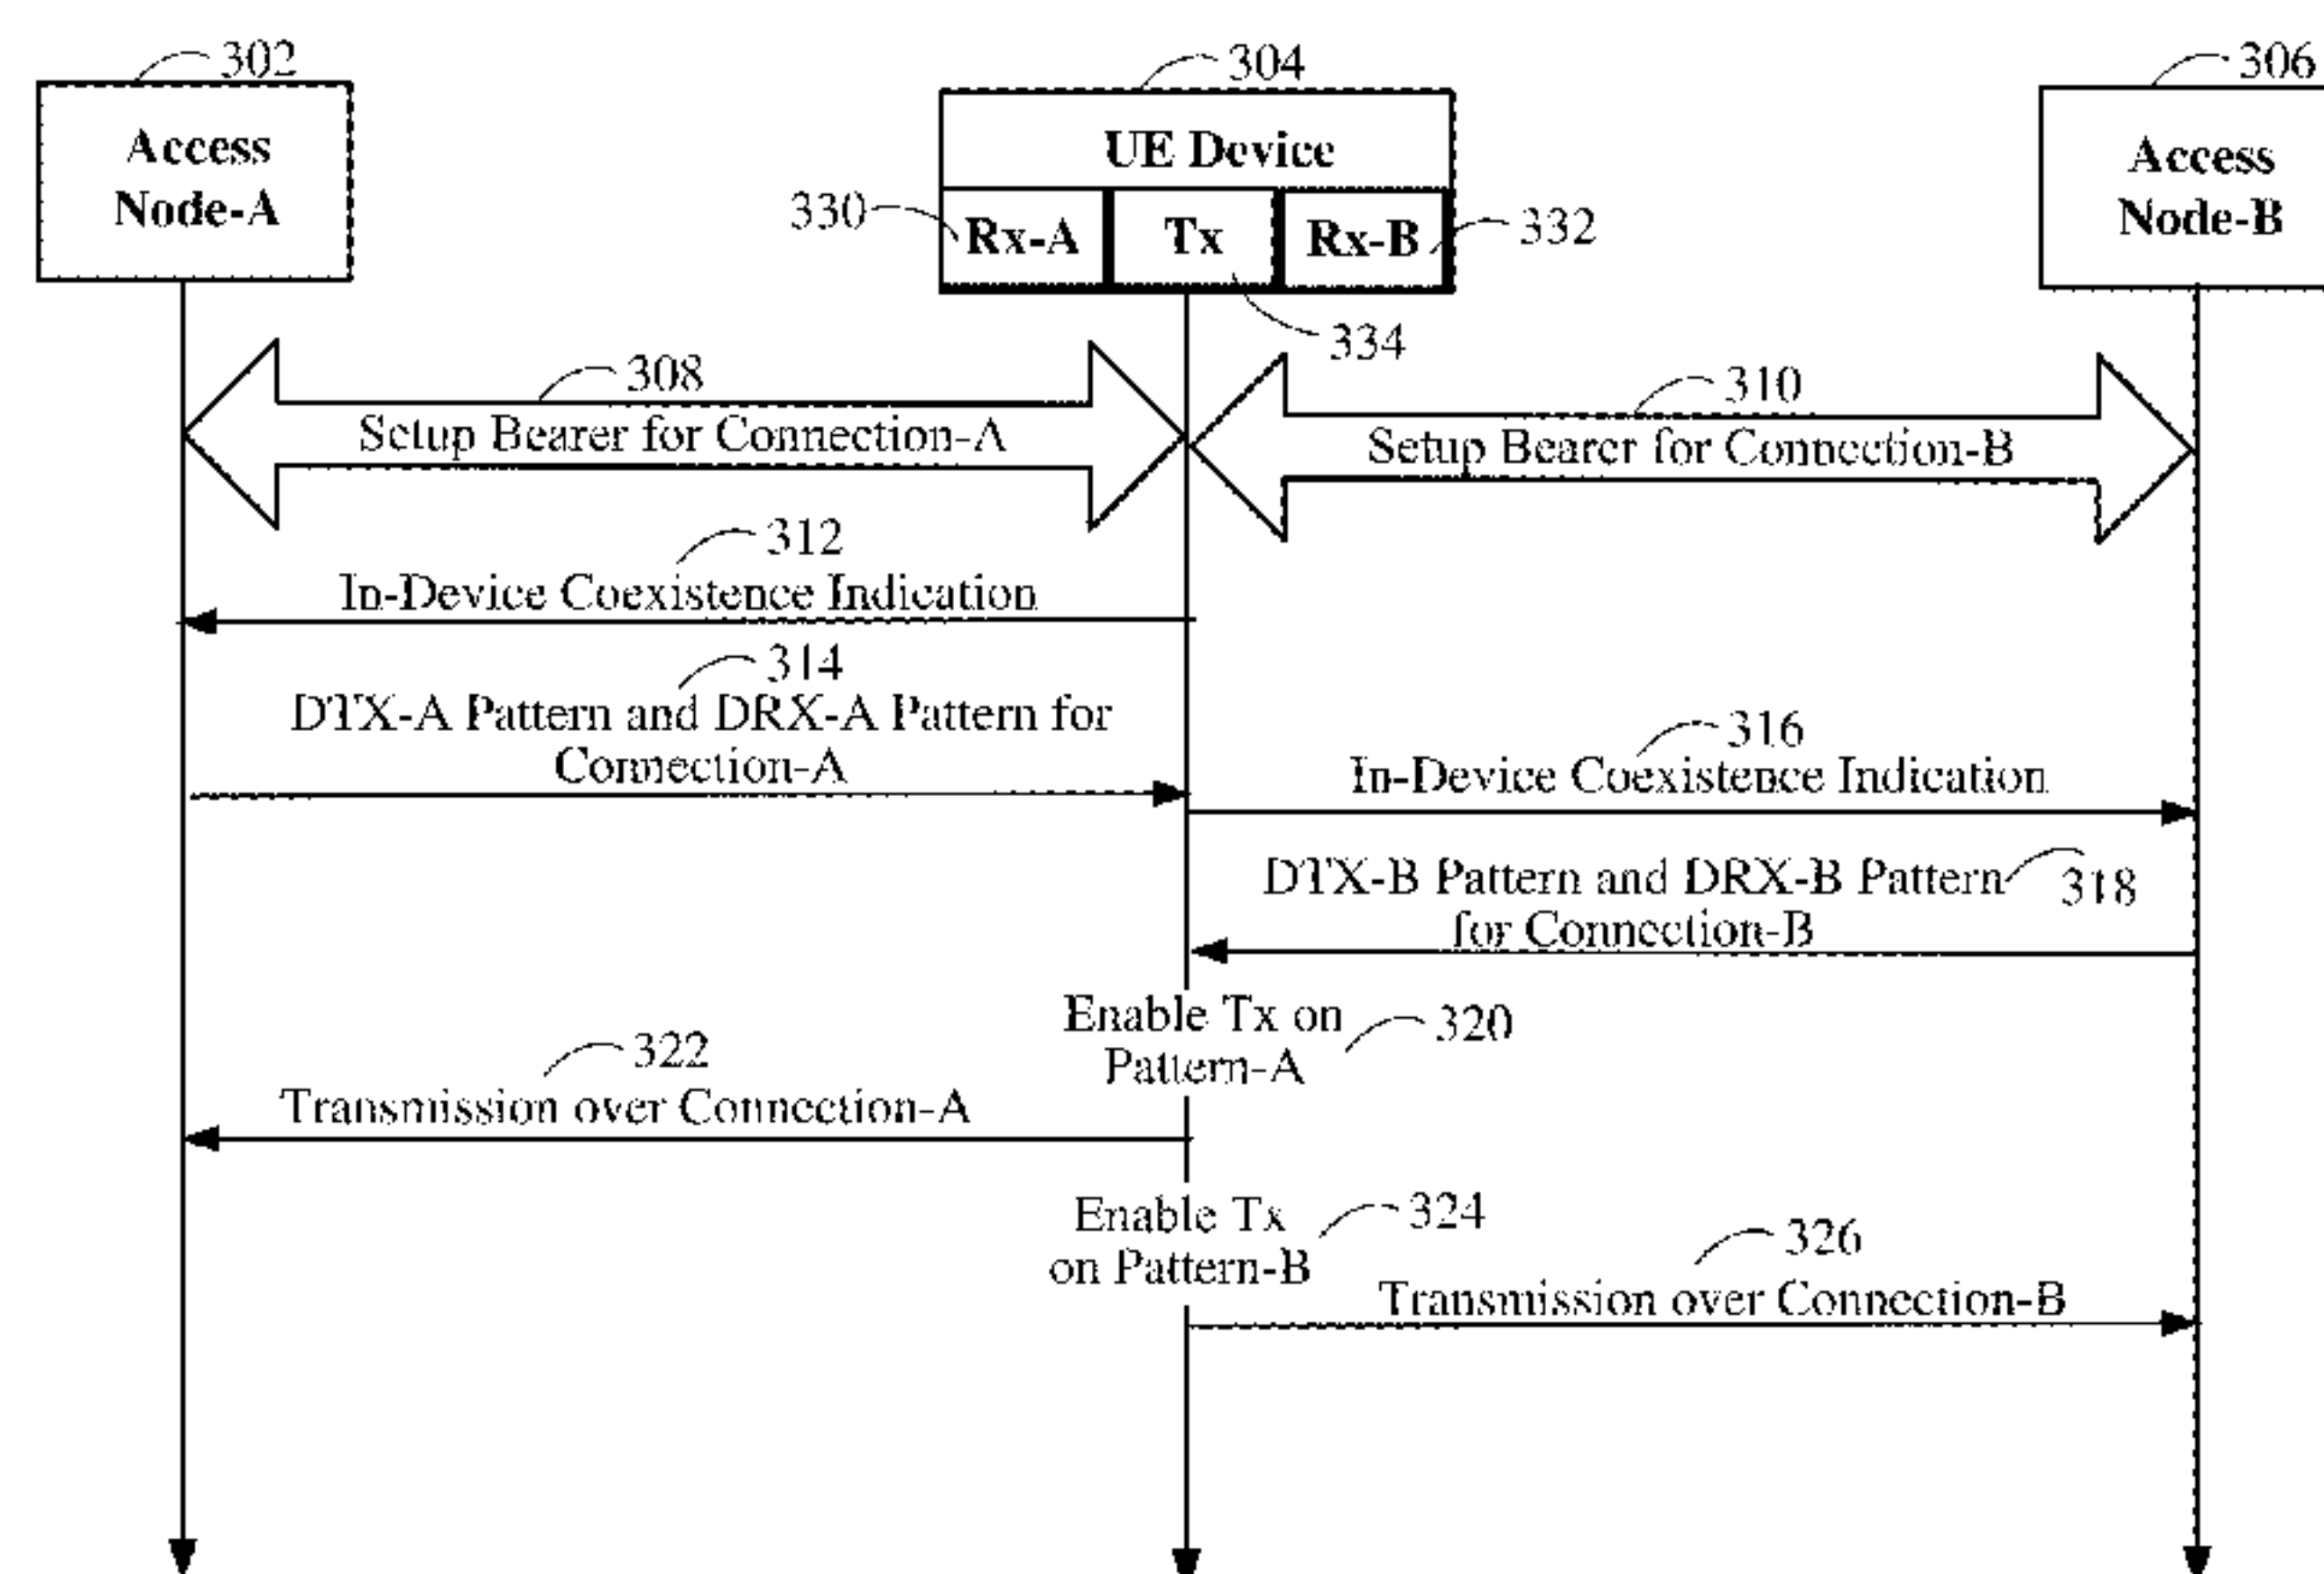 302
304
306
Access
Node-A
UE Device
Access
Node-B
330
Rx-A
Tx
Rx-B
332
334
308
Setup Bearer for Connection-A
310
Setup Bearer for Connection-B
312
In-Device Coexistence Indication
314
DTX-A Pattern and DRX-A Pattern for
Connection-A
316
In-Device Coexistence Indication
DTX-B Pattern and DRX-B Pattern
318
for Connection-B
Enable Tx on
320
Pattern-A
322
Transmission over Connection-A
Enable Tx
324
on Pattern-B
326
Transmission over Connection-B